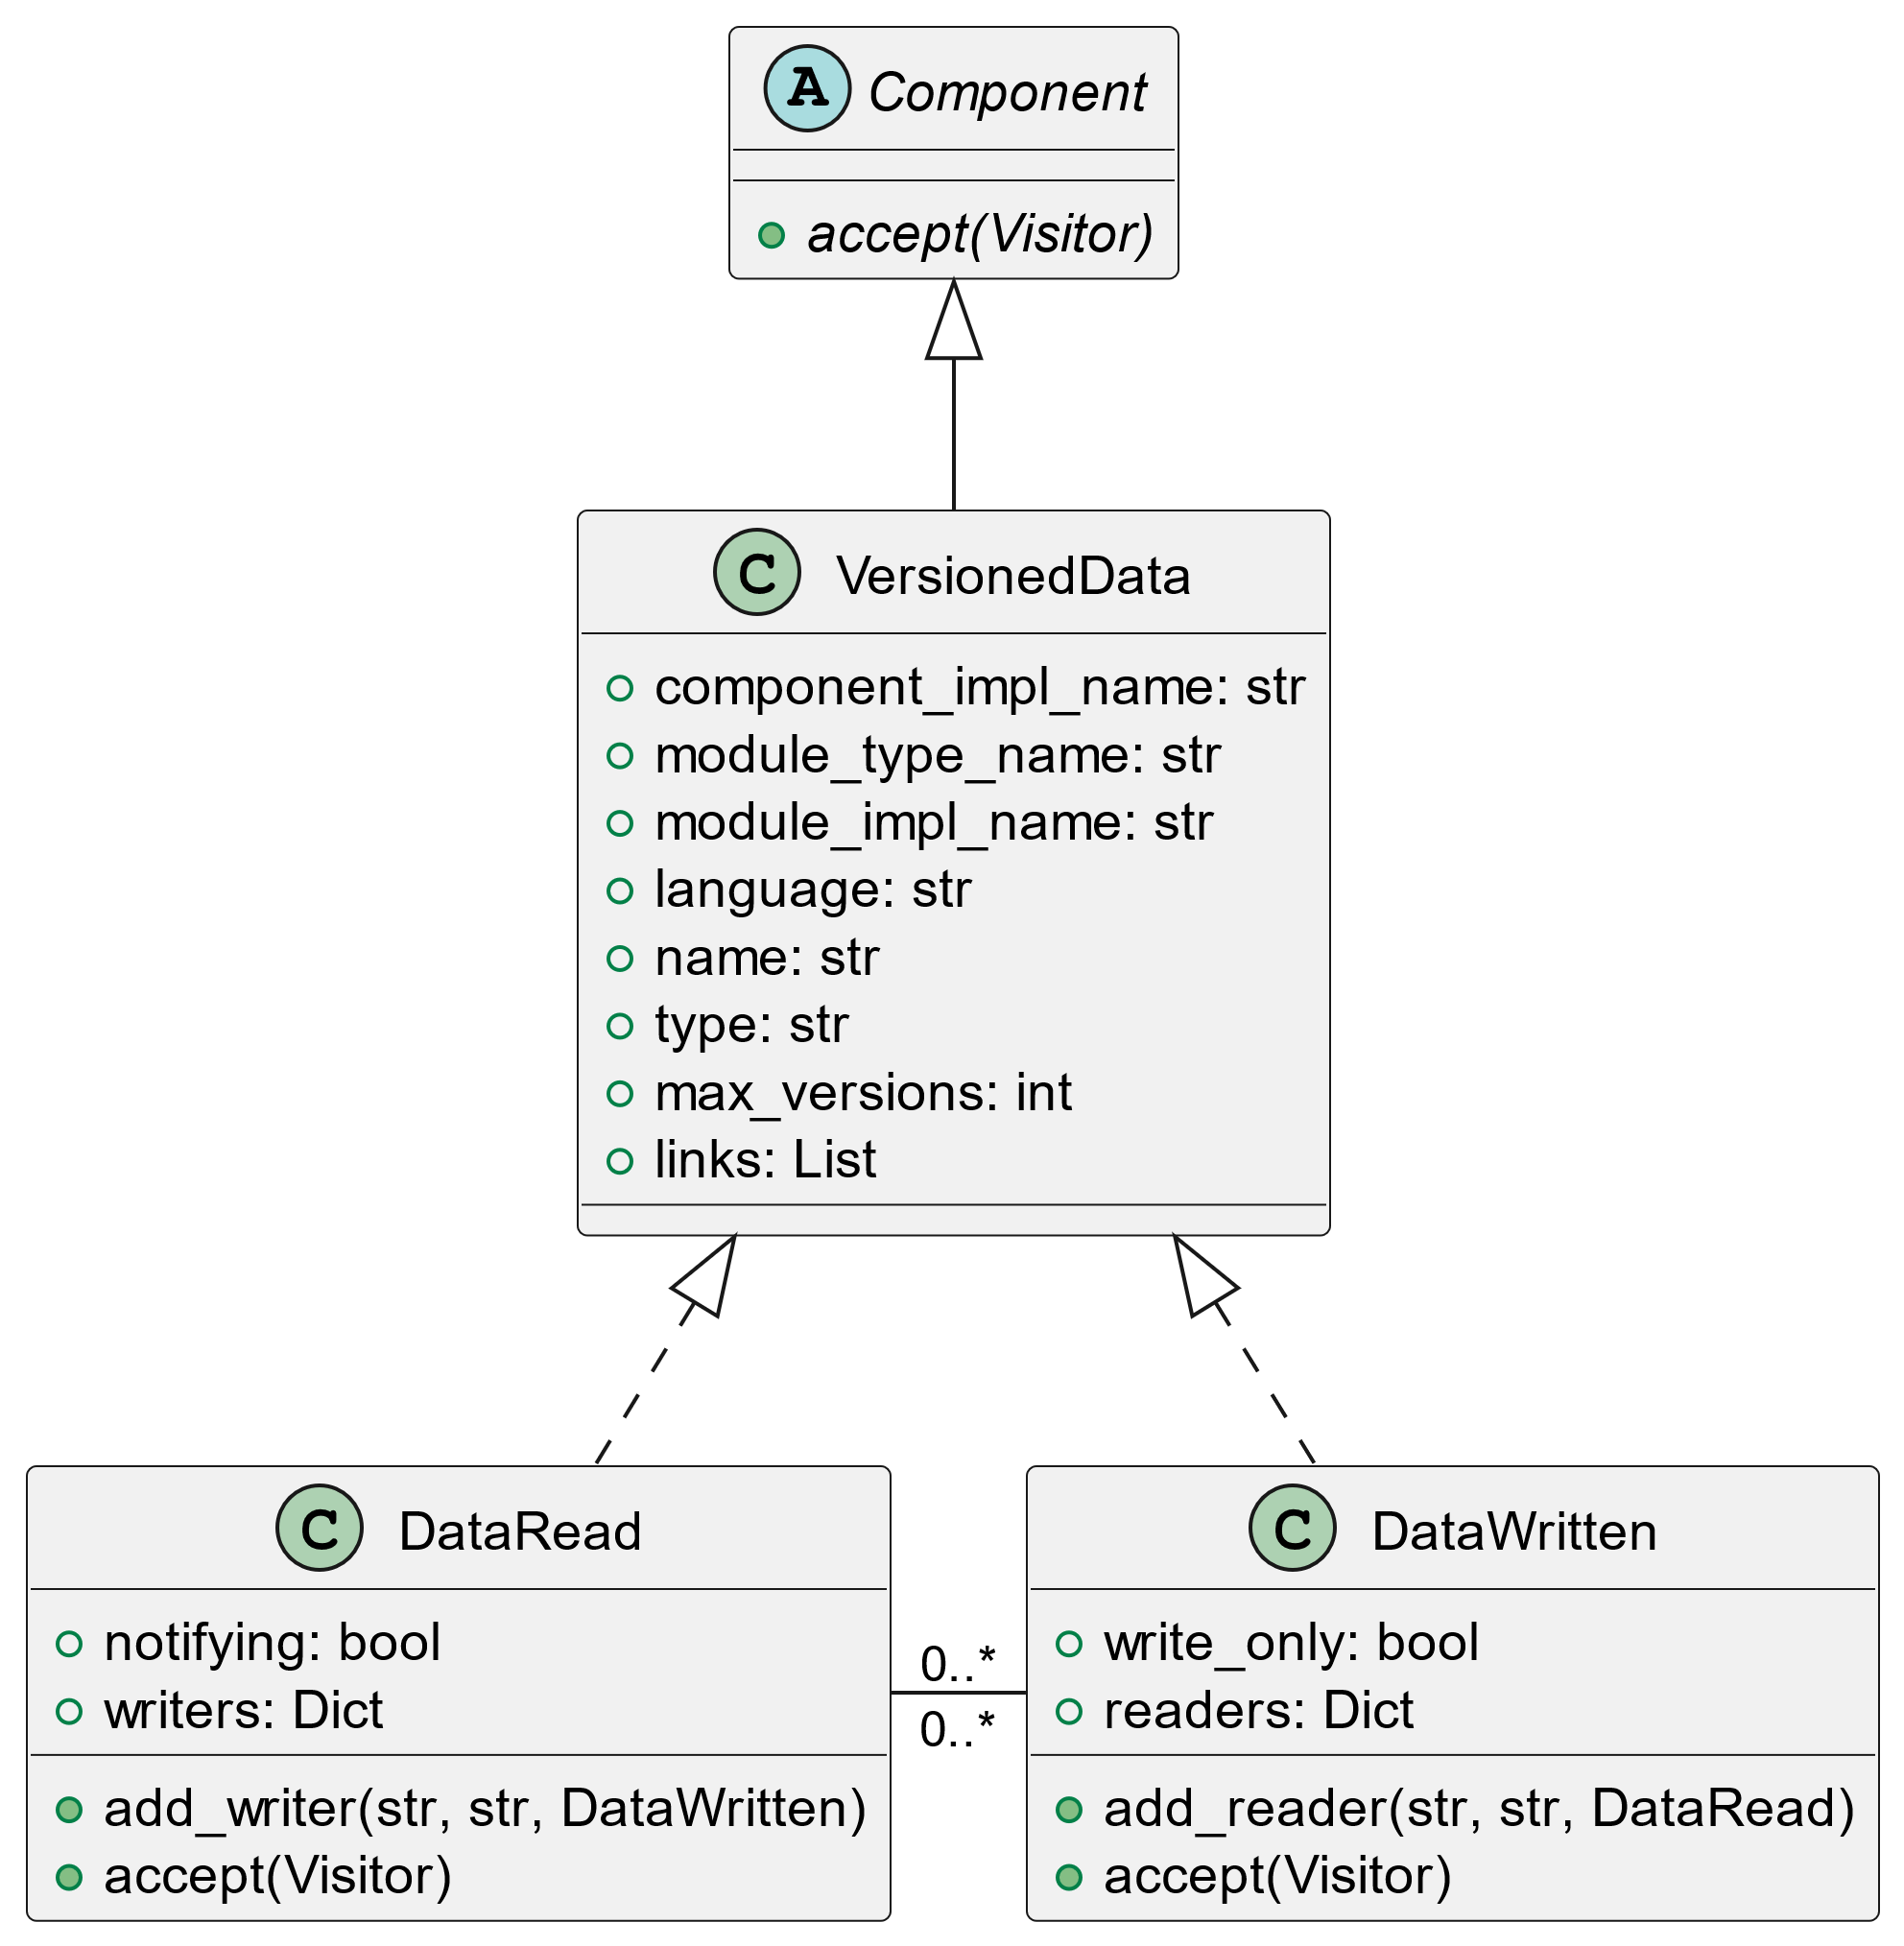 A Component
accept(Visitor)
C VersionedData
component_impl_name: str
module_type_name: str
module_impl_name: str
language: str
name: str
type: str
max_versions: int
links: List
C DataRead
notifying: bool
writers: Dict
add_writer(str, str, DataWritten)
accept(Visitor)
0..*
0..*
C DataWritten
write_only: bool
readers: Dict
add_reader(str, str, DataRead)
accept(Visitor)